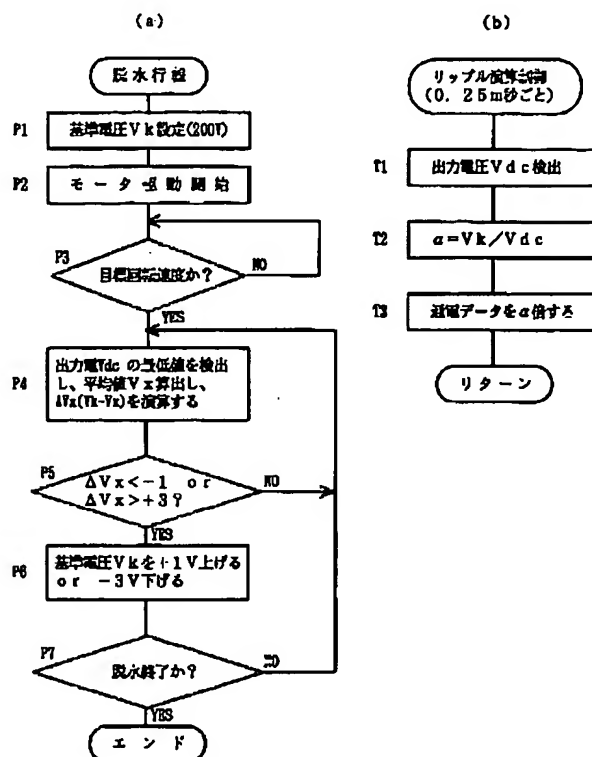 (a)
脱水行程
P1
基準電圧Vk設定(200V)
P2
モータ駆動開始
P3
目標回転速度か?
NO
YES
P4
出力電Vdc の最低値を検出
し、平均値Vx算出し、
ΔVx(Vk-Vx)を演算する
P5
ΔVx<-1 or
ΔVx>+3?
NO
YES
P6
基準電圧Vkを+1V上げる
or -3V下げる
P7
脱水終了か?
NO
YES
エンド
(b)
リップル演算
(0. 25m秒ごと)
T1
出力電圧Vdc検出
T2
α=Vk/Vdc
T3
通電データをα倍する
リターン